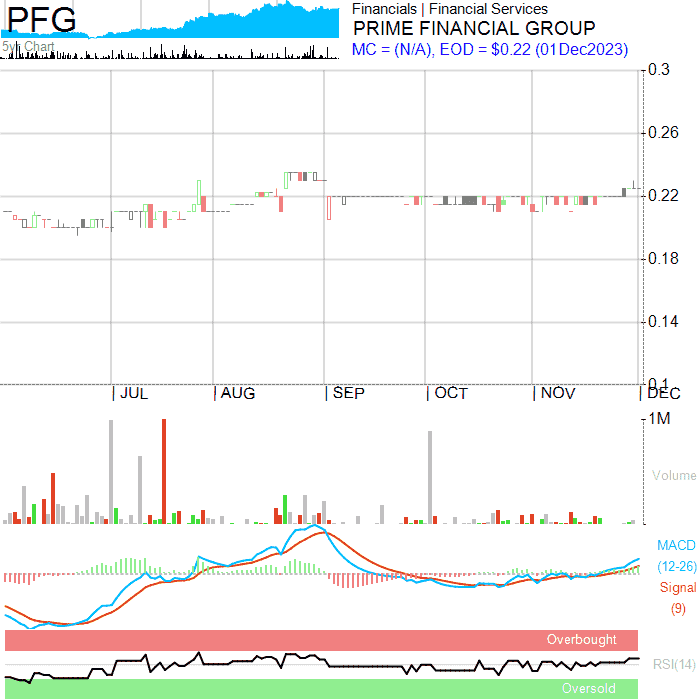 PFG
5yr Chart
Financials | Financial Services
PRIME FINANCIAL GROUP
MC = (N/A), EOD = $0.22 (01Dec2023)
0.3
0.26
0.22
0.18
0.14
0.1
JUL
AUG
SEP
OCT
NOV
DEC
1M
Volume
MACD
(12-26)
Signal
(9)
Overbought
RSI(14)
Oversold